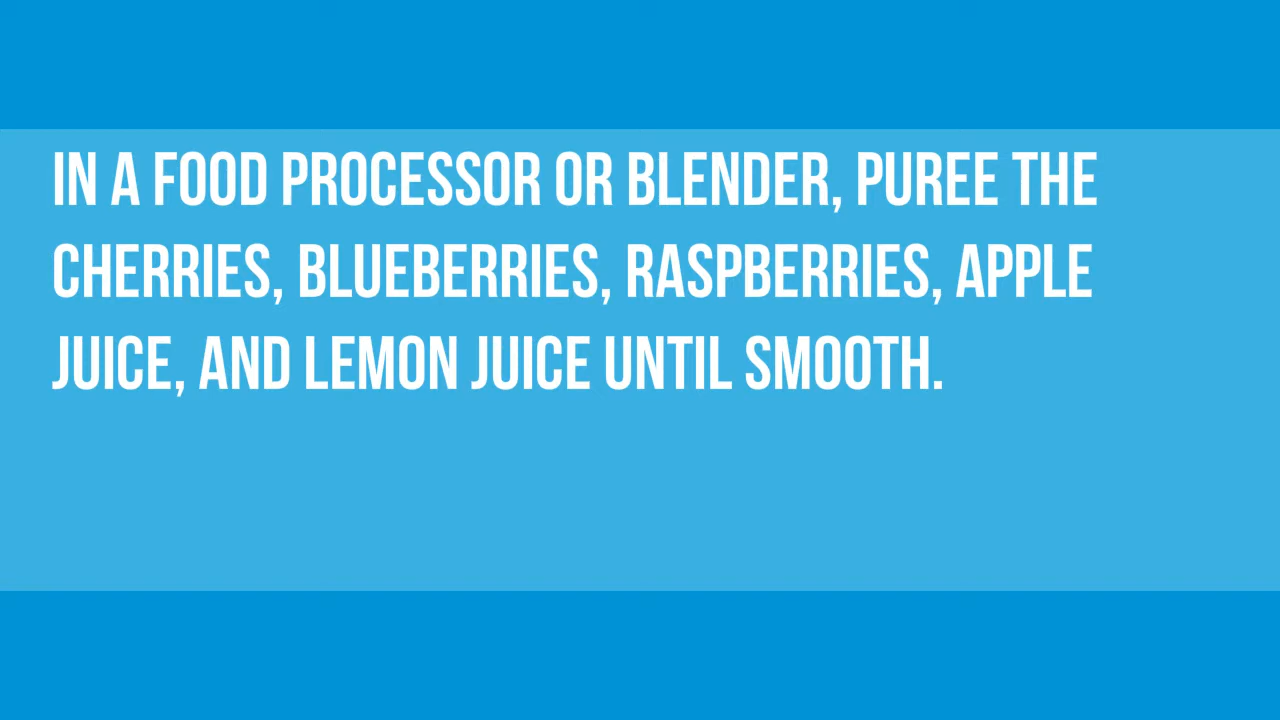 IN A FOOD PROCESSOR OR BLENDER, PUREE THE
CHERRIES, BLUEBERRIES, RASPBERRIES, APPLE
JUICE, AND LEMON JUICE UNTIL SMOOTH.